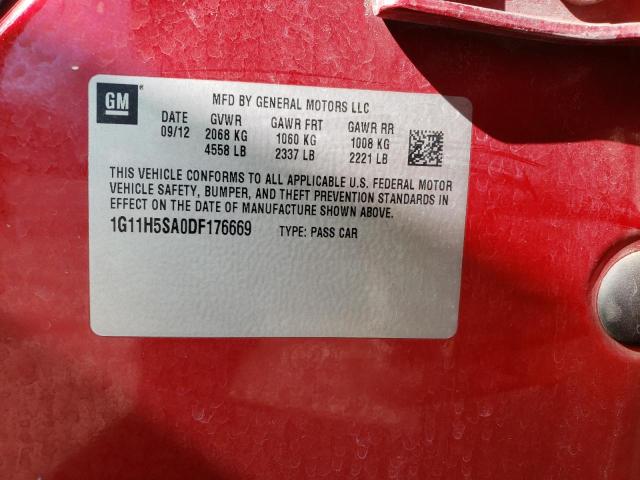 GM ® MFD BY GENERAL MOTORS LLC
DATE GVWR GAWR FRT GAWR RR
09/12 2068 KG 1060 KG 1008 KG
4558 LB 2337 LB 2221 LB
THIS VEHICLE CONFORMS TO ALL APPLICABLE U.S. FEDERAL MOTOR
VEHICLE SAFETY, BUMPER, AND THEFT PREVENTION STANDARDS IN
EFFECT ON THE DATE OF MANUFACTURE SHOWN ABOVE.
1G11H5SA0DF176669 TYPE: PASS CAR